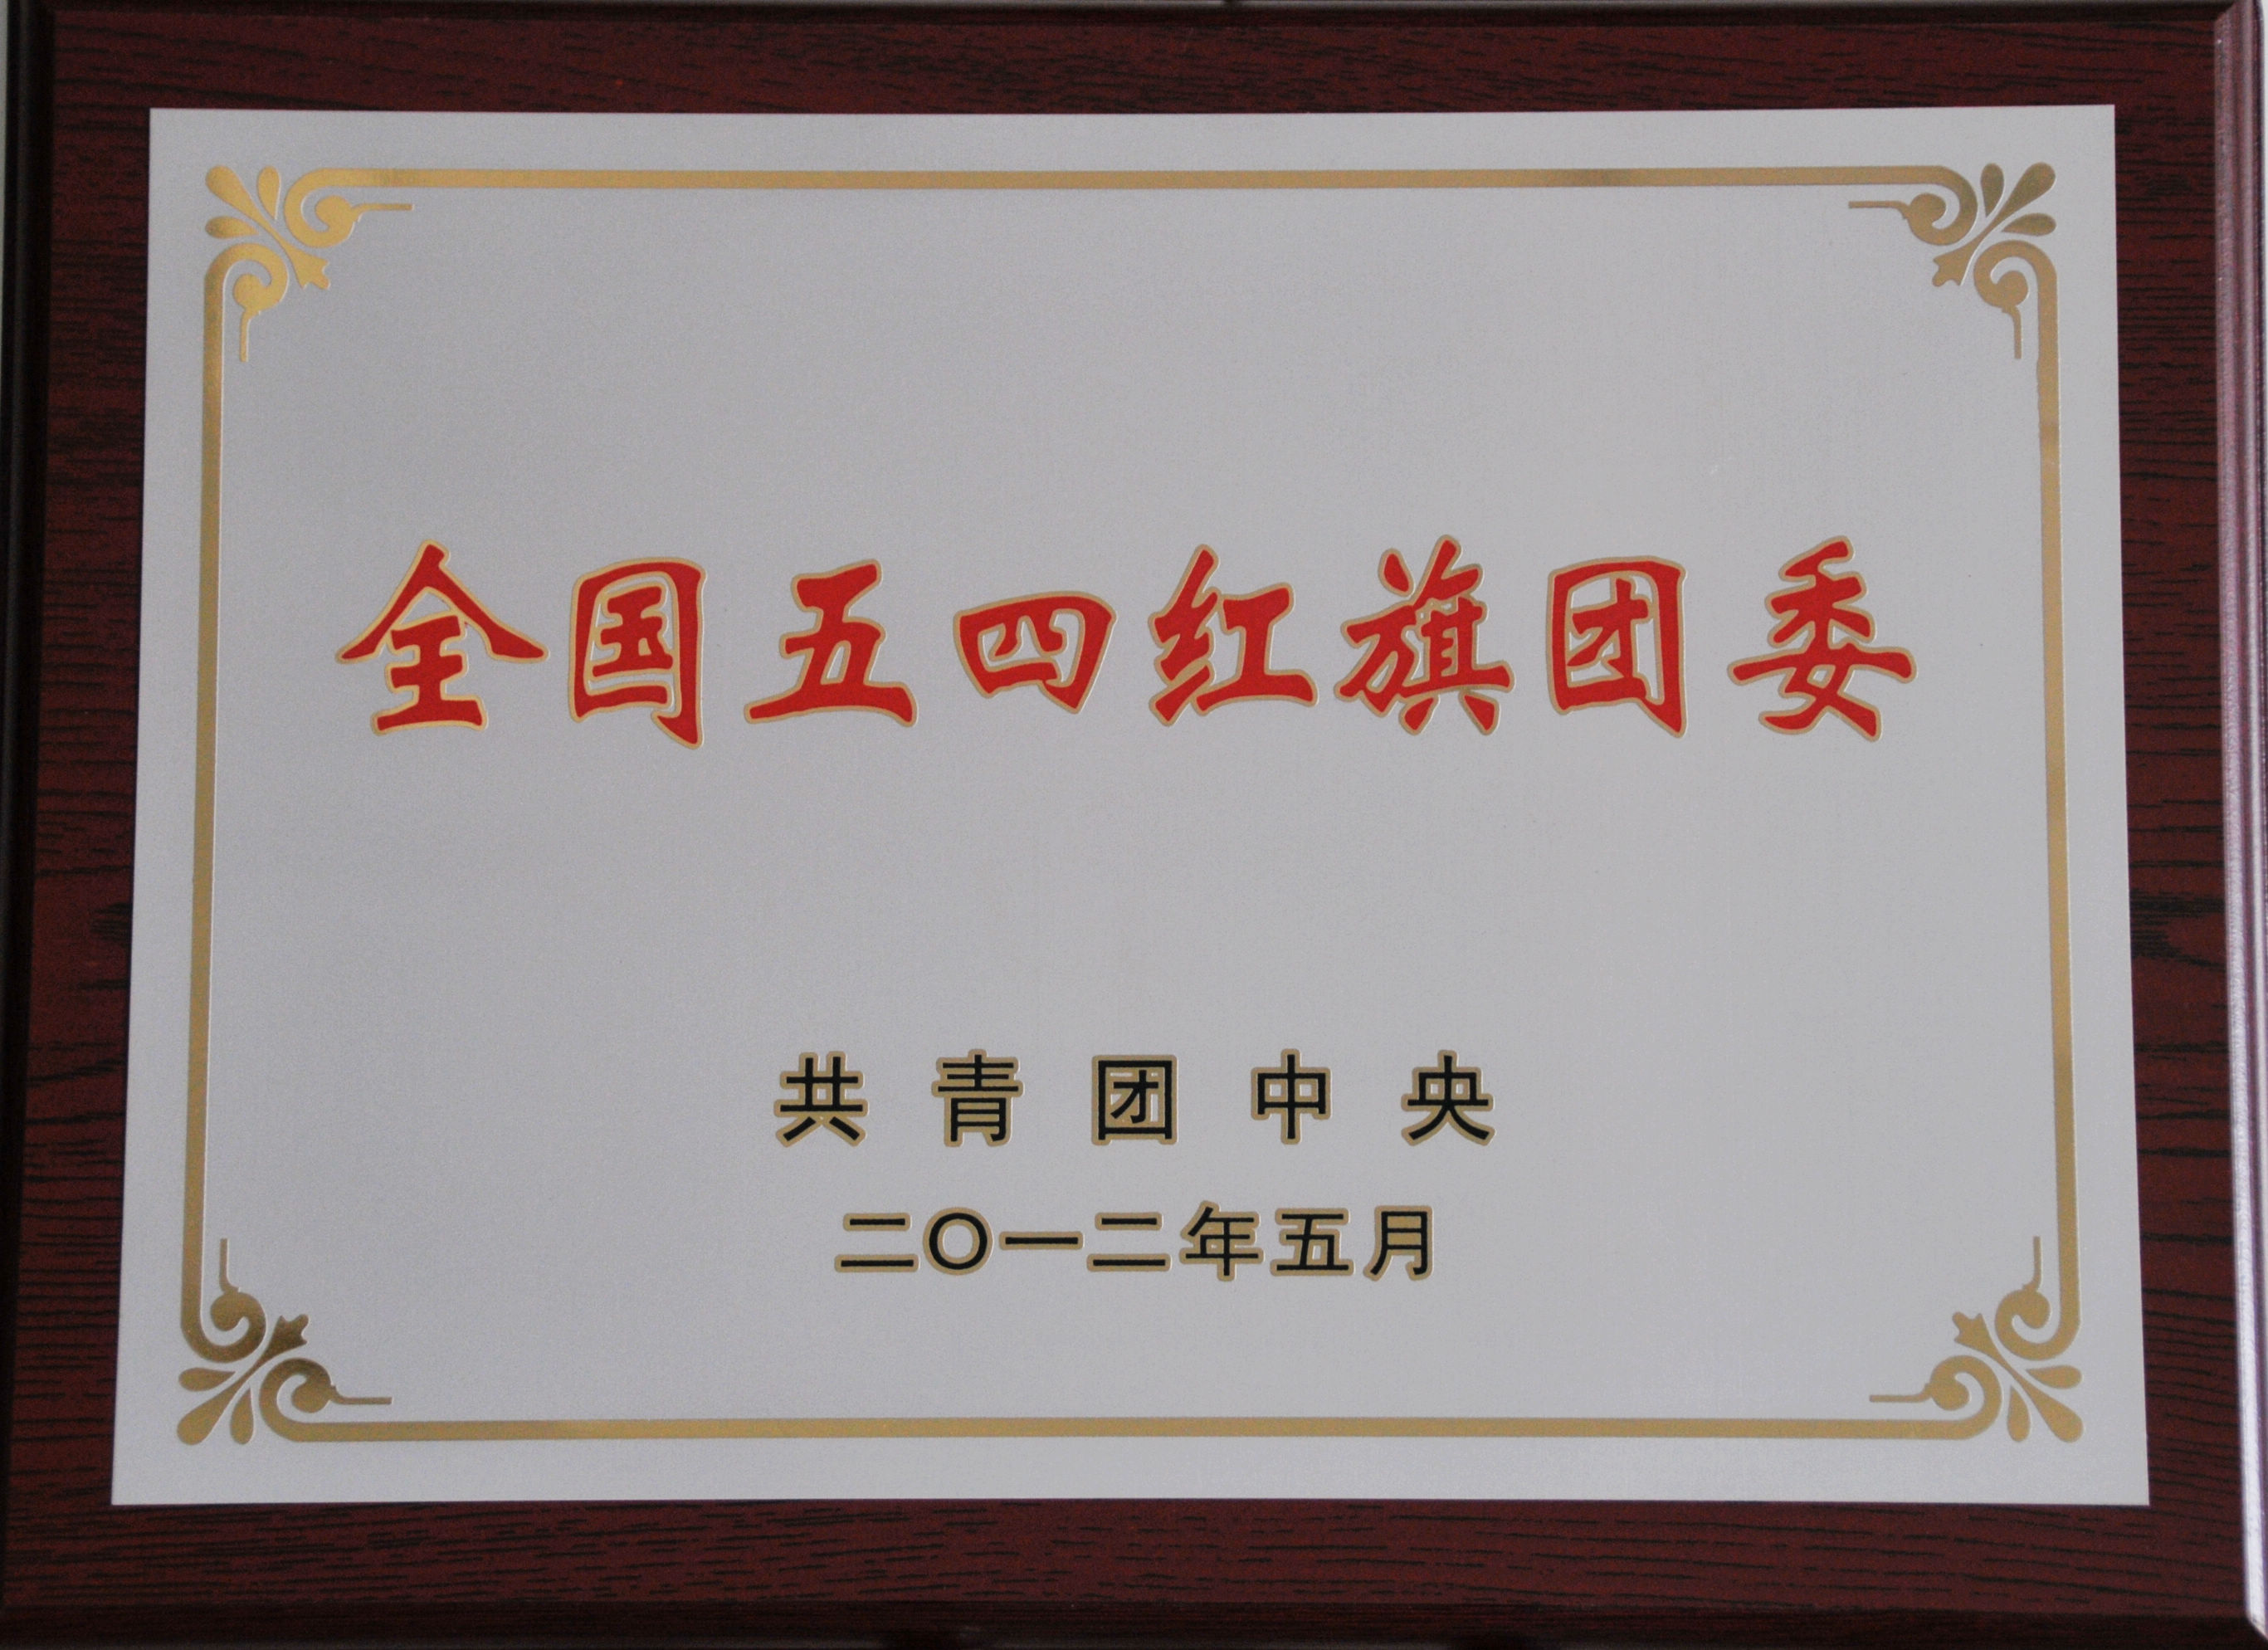 全国五四红旗团委
共青团中央
二〇一二年五月